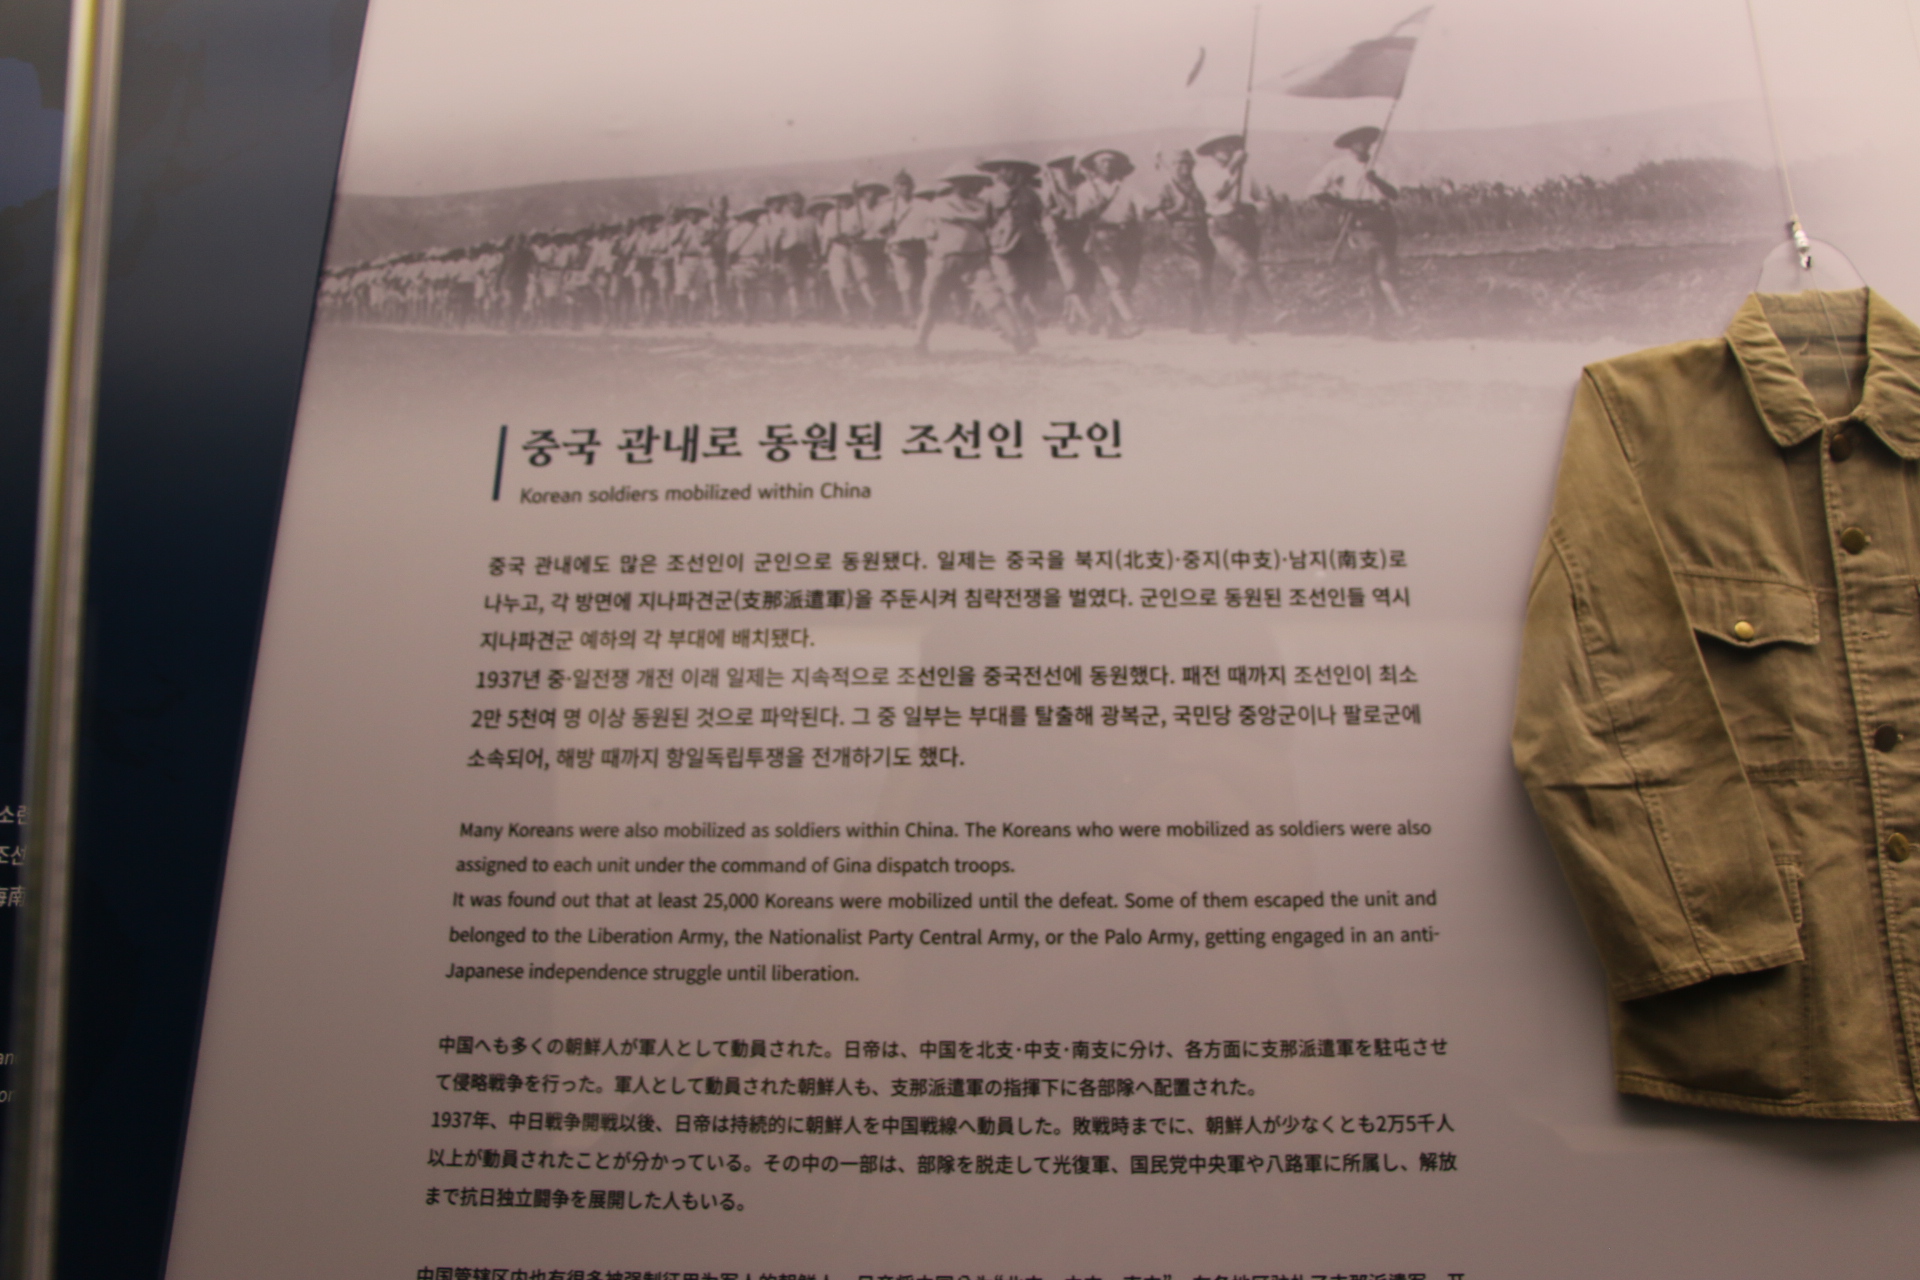 중국 관내로 동원된 조선인 군인
Korean soldiers mobilized within China
중국 관내에도 많은 조선인이 군인으로 동원됐다. 일제는 중국을 북지(北支)·중지(中支)·남지(南支)로
나누고, 각 방면에 지나파견군(支那派遣軍)을 주둔시켜 침략전쟁을 벌였다. 군인으로 동원된 조선인들 역시
지나파견군 예하의 각 부대에 배치됐다.
1937년 중·일전쟁 개전 이래 일제는 지속적으로 조선인을 중국전선에 동원했다. 패전 때까지 조선인이 최소
2만 5천여 명 이상 동원된 것으로 파악된다. 그 중 일부는 부대를 탈출해 광복군, 국민당 중앙군이나 팔로군에
소속되어, 해방 때까지 항일독립투쟁을 전개하기도 했다.
Many Koreans were also mobilized as soldiers within China. The Koreans who were mobilized as soldiers were also
assigned to each unit under the command of Gina dispatch troops.
It was found out that at least 25,000 Koreans were mobilized until the defeat. Some of them escaped the unit and
belonged to the Liberation Army, the Nationalist Party Central Army, or the Palo Army, getting engaged in an anti-
Japanese independence struggle until liberation.
中国へも多くの朝鮮人が軍人として動員された。日帝は、中国を北支·中支·南支に分け、各方面に支那派遣軍を駐屯させ
て侵略戦争を行った。軍人として動員された朝鮮人も、支那派遣軍の指揮下に各部隊へ配置された。
1937年、中日戦争開戦以後、日帝は持続的に朝鮮人を中国戦線へ動員した。敗戦時までに、朝鮮人が少なくとも2万5千人
以上が動員されたことが分かっている。その中の一部は、部隊を脱走して光復軍、国民党中央軍や八路軍に所属し、解放
まで抗日独立闘争を展開した人もいる。